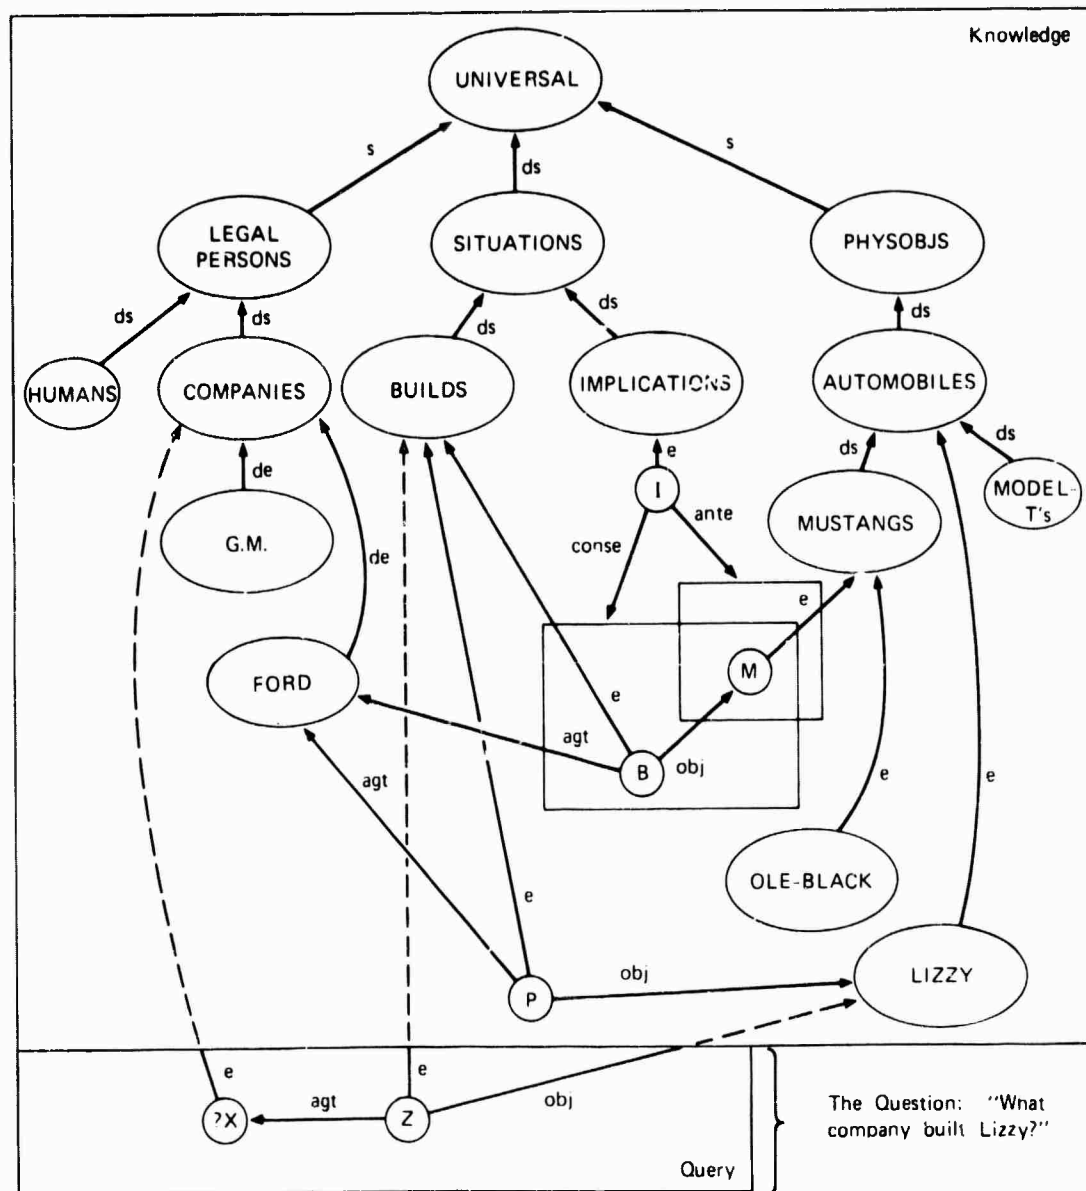 Knowledge
UNIVERSAL
s
ds
s
LEGAL
PERSONS
SITUATIONS
PHYSOBJS
ds
ds
ds
ds
ds
HUMANS
COMPANIES
BUILDS
IMPLICATIONS
AUTOMOBILES
de
e
ds
ds
I
MODEL-
T's
G.M.
ante
MUSTANGS
conse
de
e
FORD
M
e
agt
B
obj
agt
e
e
OLE-BLACK
e
obj
LIZZY
P
e
e
?X
agt
Z
obj
The Question: "What
company built Lizzy?"
Query